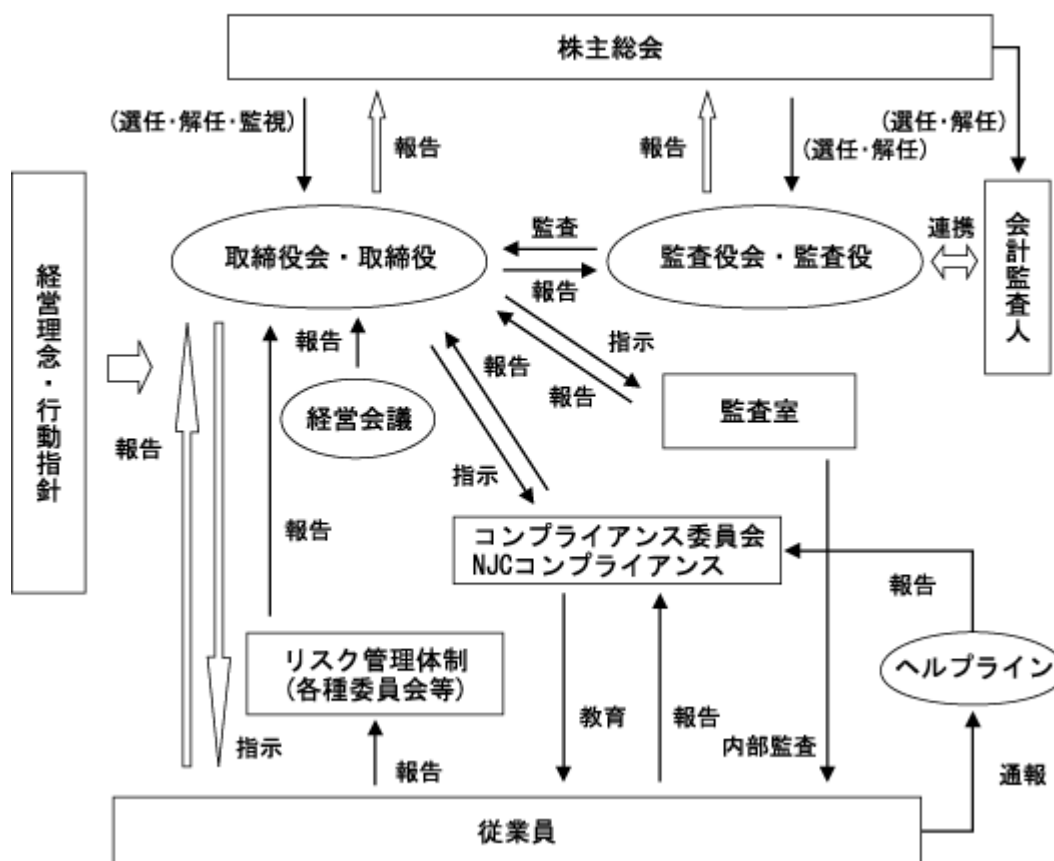 株主総会
(選任・解任・監視)
報告
報告
(選任・解任)
(選任・解任)
経営理念・行動指針
取締役会・取締役
監査
報告
監査役会・監査役
連携
会計監査人
報告
報告
経営会議
報告
報告
指示
監査室
報告
指示
報告
コンプライアンス委員会
NJCコンプライアンス
報告
リスク管理体制
(各種委員会等)
ヘルプライン
指示
報告
教育
報告
内部監査
通報
従業員